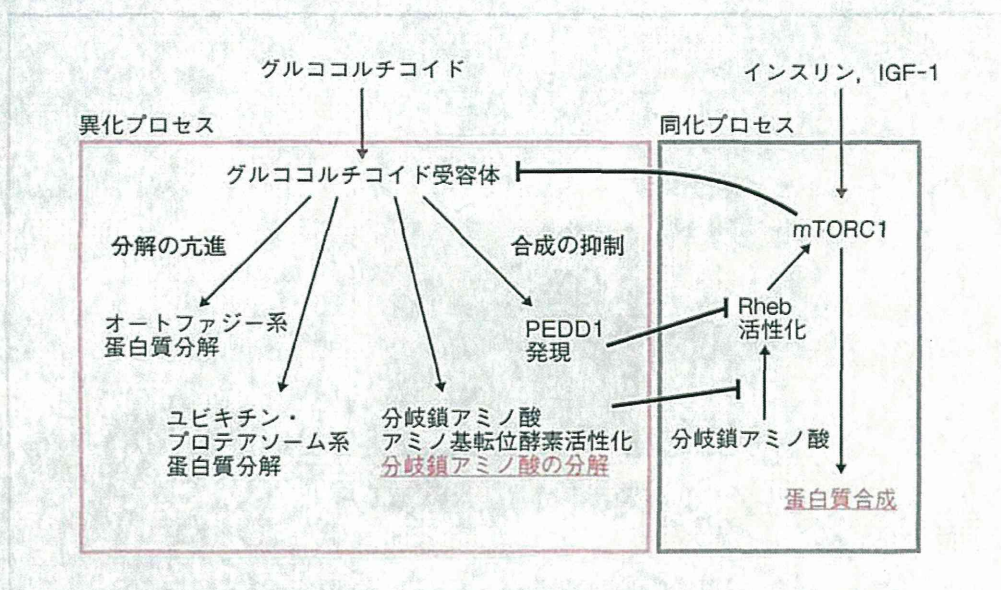 グルココルチコイド
インスリン，IGF-1
異化プロセス
同化プロセス
グルココルチコイド受容体
mTORC1
分解の亢進
合成の抑制
オートファジー系
蛋白質分解
PEDD1
発現
Rheb
活性化
ユビキチン・
プロテアソーム系
蛋白質分解
分岐鎖アミノ酸
アミノ基転位酵素活性化
分岐鎖アミノ酸の分解
分岐鎖アミノ酸
蛋白質合成